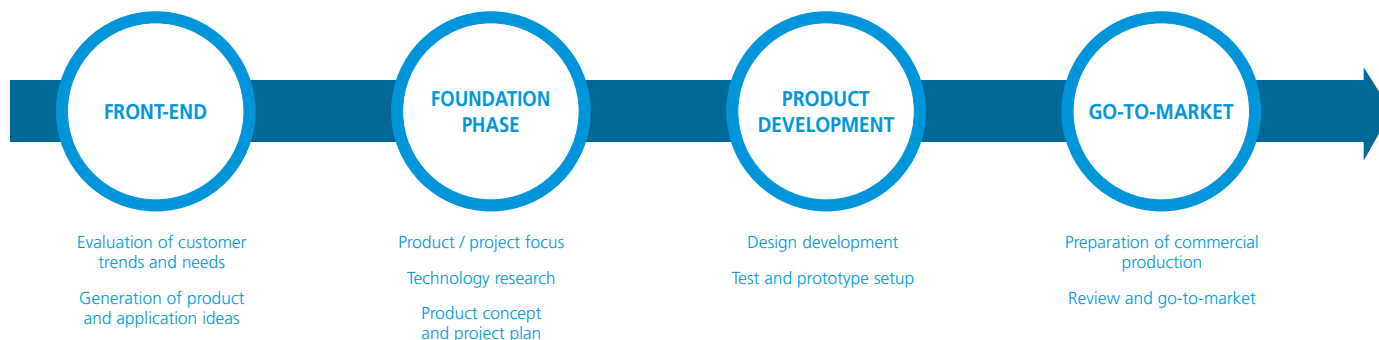 FRONT-END
FOUNDATION
PHASE
PRODUCT
DEVELOPMENT
GO-TO-MARKET
Evaluation of customer
trends and needs
Generation of product
and application ideas
Product / project focus
Technology research
Product concept
and project plan
Design development
Test and prototype setup
Preparation of commercial
production
Review and go-to-market